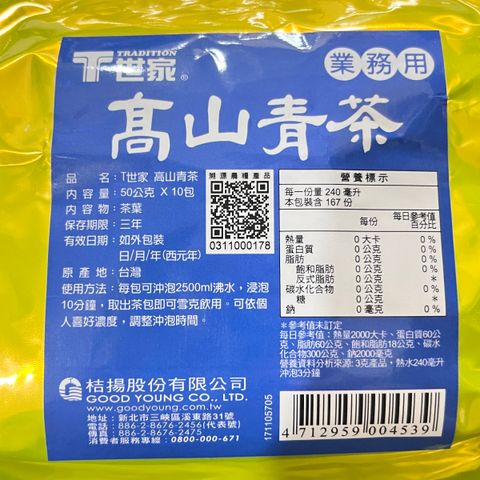 TRADITION
T世家®
業務用
高山青茶
品名：T世家 高山青茶
內容量：50公克 X 10包
內容物：茶葉
保存期限：三年
有效日期：如外包裝
日/月/年(西元年)
原產地：台灣
使用方法：每包可沖泡2500ml沸水，浸泡
10分鐘，取出茶包即可雪克飲用。可依個
人喜好濃度，調整沖泡時間。
溯源農糧產品
0311000178
營養標示
每一份量 240 毫升
本包裝含 167 份
每份 每日參考值百分比
熱量 0 大卡 0 %
蛋白質 0 公克 0 %
脂肪 0 公克 0 %
飽和脂肪 0 公克 0 %
反式脂肪 0 公克 *
碳水化合物 0 公克 0 %
糖 0 公克 *
鈉 0 毫克 0 %
*參考值未訂定
每日參考值：熱量2000大卡、蛋白質60公
克、脂肪60公克、飽和脂肪18公克、碳水
化合物300公克、鈉2000毫克
營養資料分析來源: 3克產品，熱水240毫升
沖泡3分鐘
桔揚股份有限公司
GOOD YOUNG CO., LTD.
www.goodyoung.com.tw
地址：新北市三峽區溪東路31號
電話：886-2-8676-2456(代表號)
傳真：886-2-8676-2475
消費者服務專線：0800-000-671
171105705
4 712959 004539